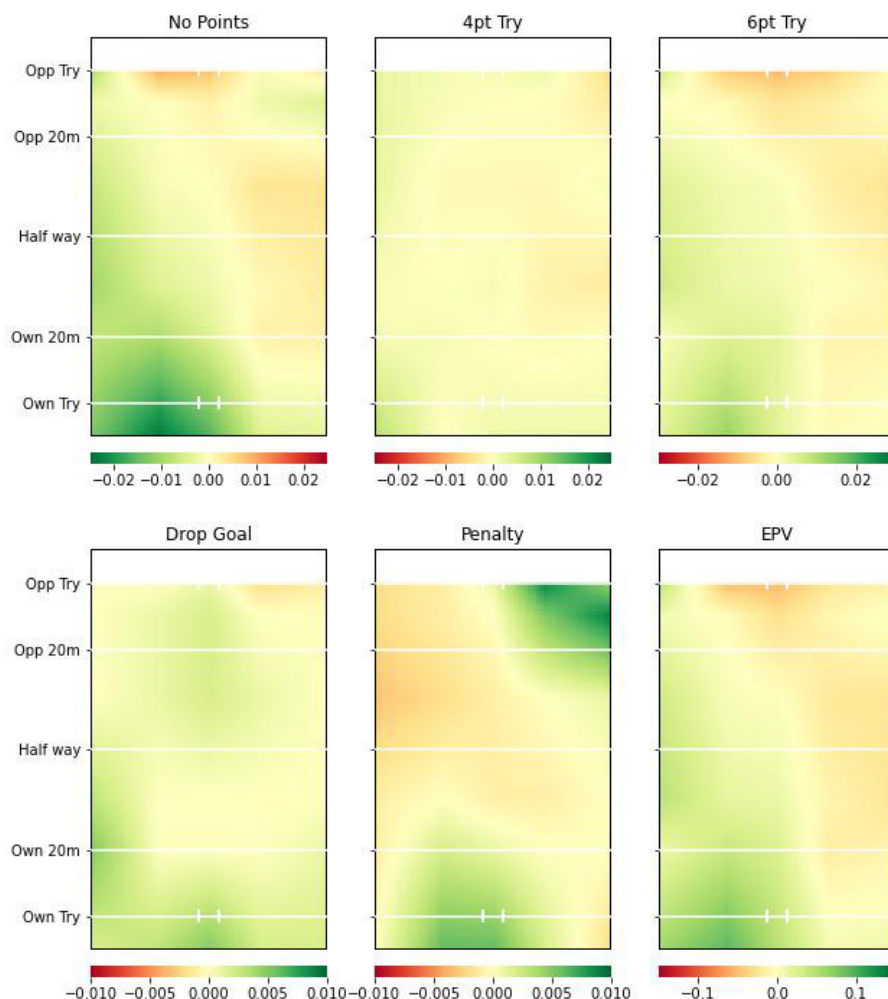 No Points 4pt Try 6pt Try
Opp Try
Opp 20m
Half way
Own 20m
Own Try
−0.02 −0.01 0.00 0.01 0.02 −0.02 −0.01 0.00 0.01 0.02 −0.02 0.00 0.02
Drop Goal Penalty EPV
Opp Try
Opp 20m
Half way
Own 20m
Own Try
−0.010 −0.005 0.000 0.005 0.010 −0.010 −0.005 0.000 0.005 0.010 −0.1 0.0 0.1